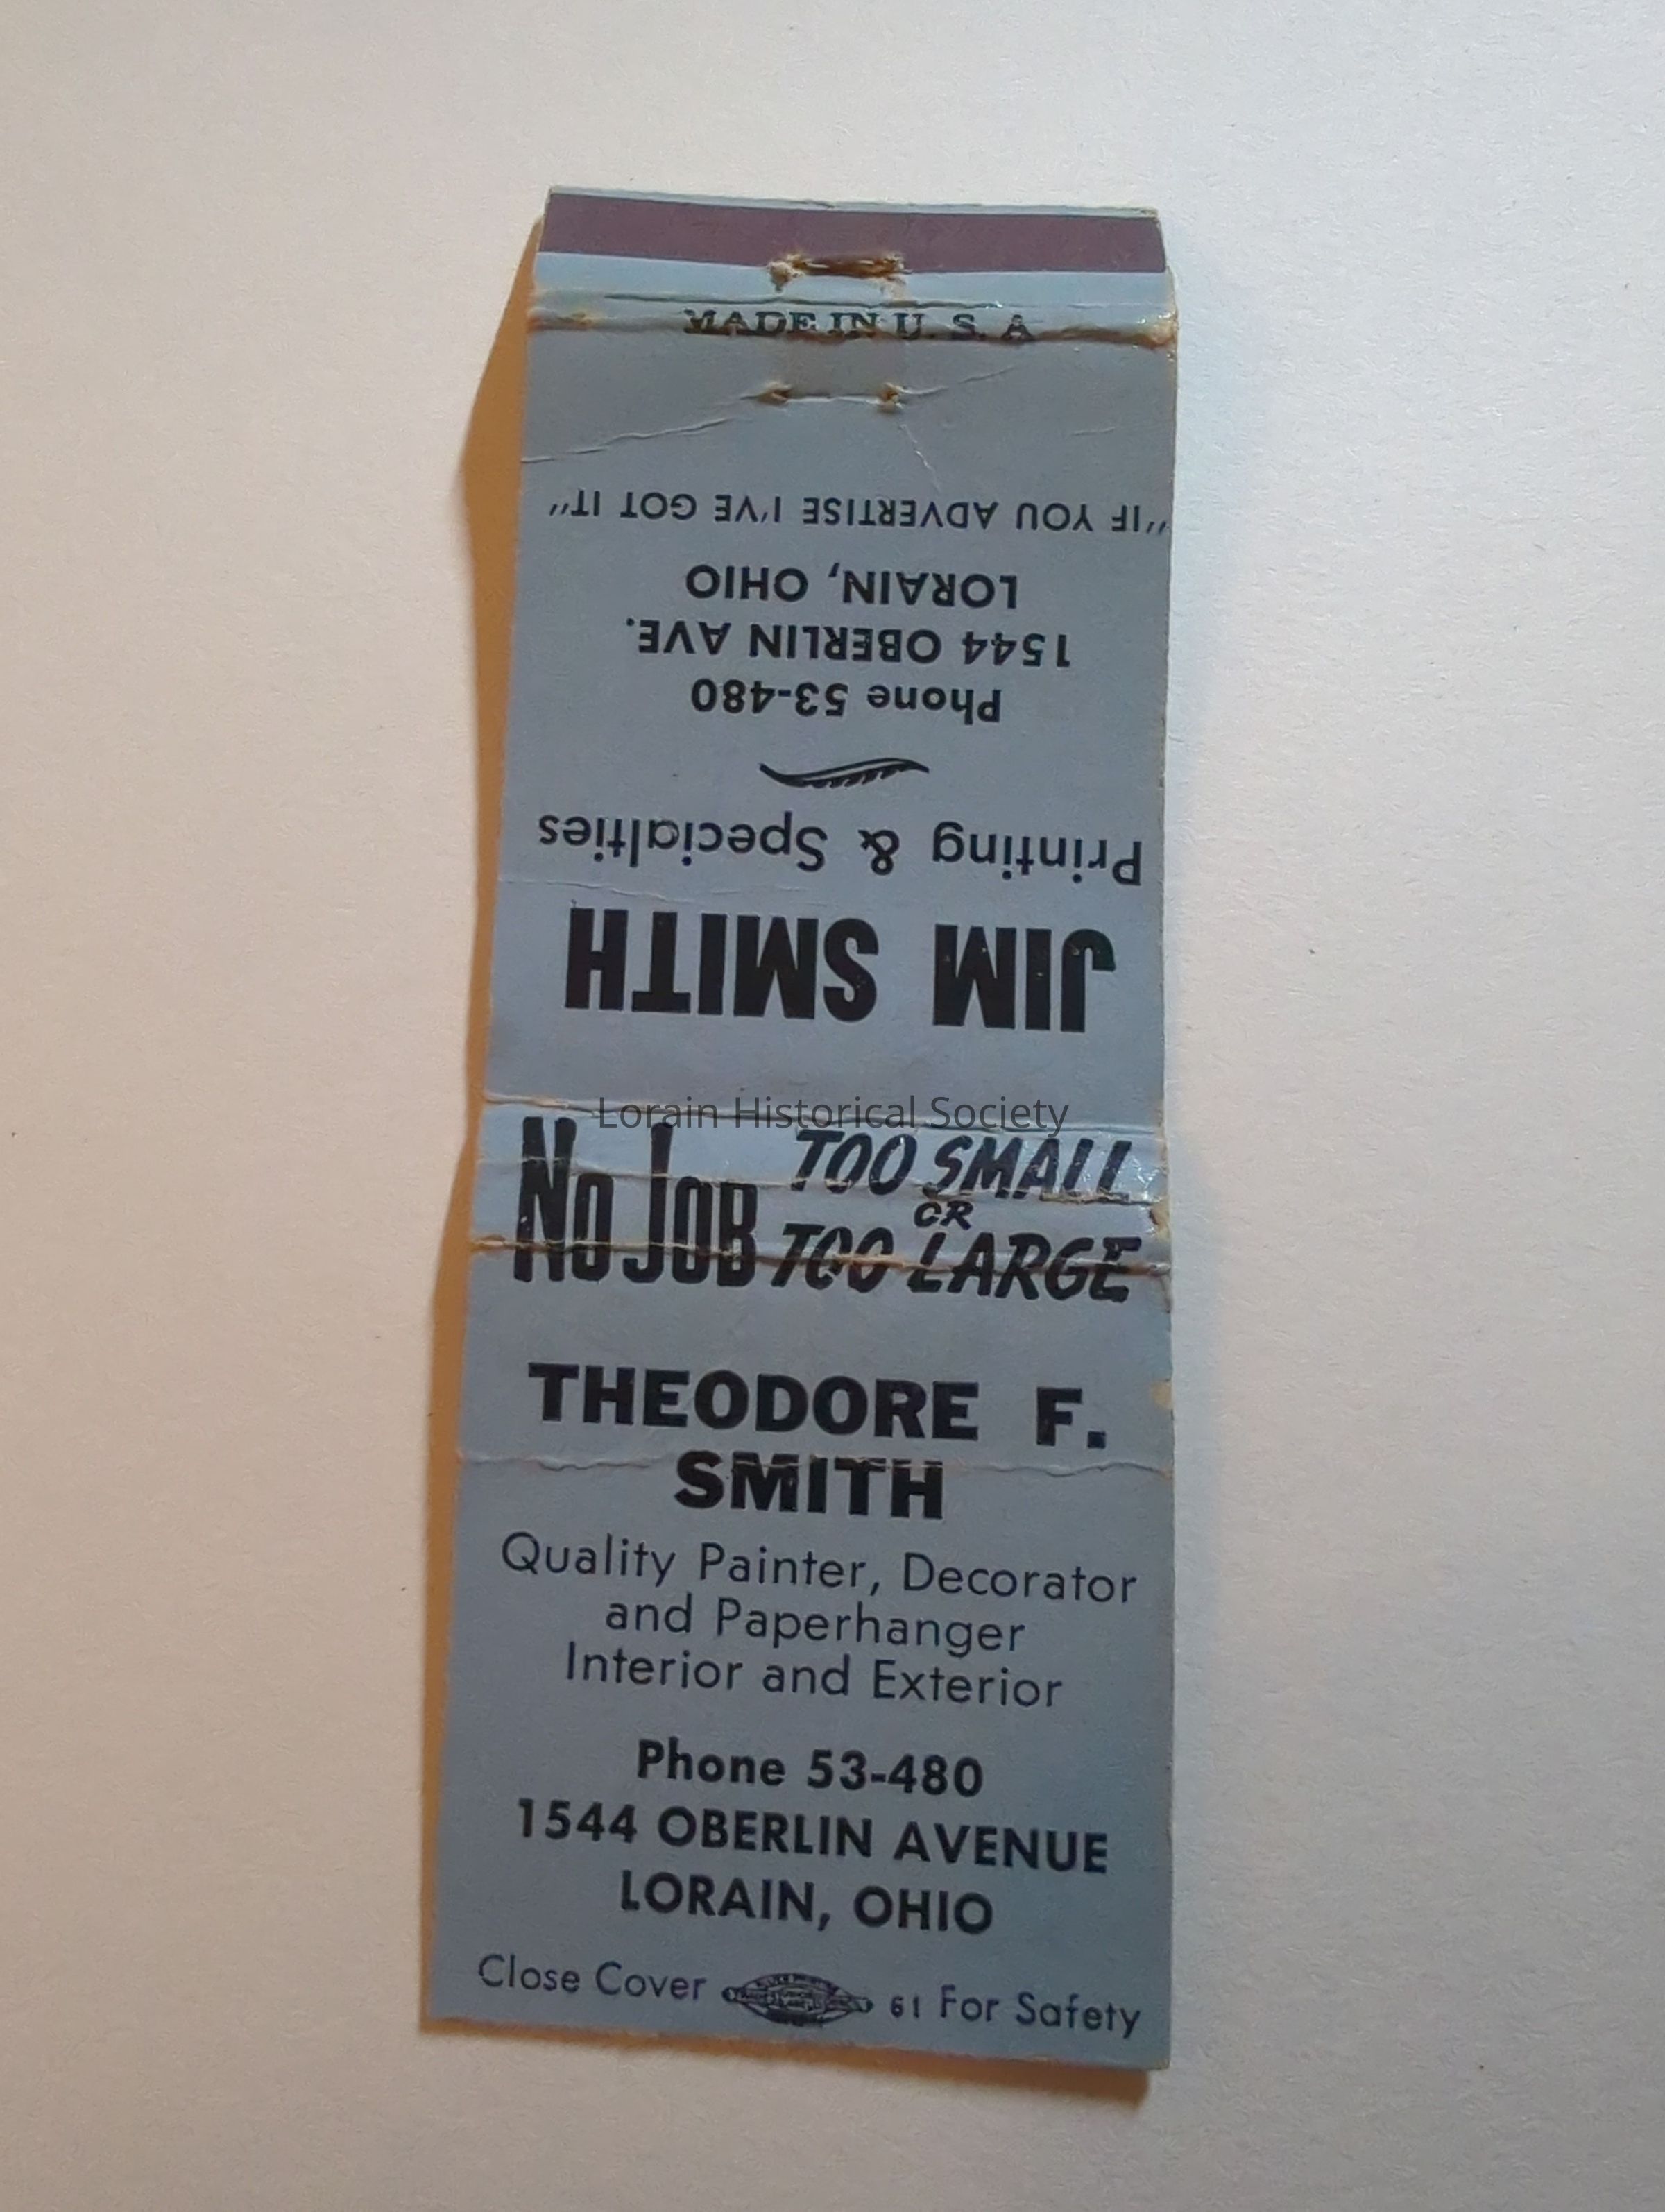 MADE IN U. S. A
JIM SMITH
Printing & Specialties
Phone 53-480
1544 OBERLIN AVE.
LORAIN, OHIO
"IF YOU ADVERTISE I'VE GOT IT"
Lorain Historical Society
NO JOB TOO SMALL
OR
TOO LARGE
THEODORE F.
SMITH
Quality Painter, Decorator
and Paperhanger
Interior and Exterior
Phone 53-480
1544 OBERLIN AVENUE
LORAIN, OHIO
Close Cover 61 For Safety